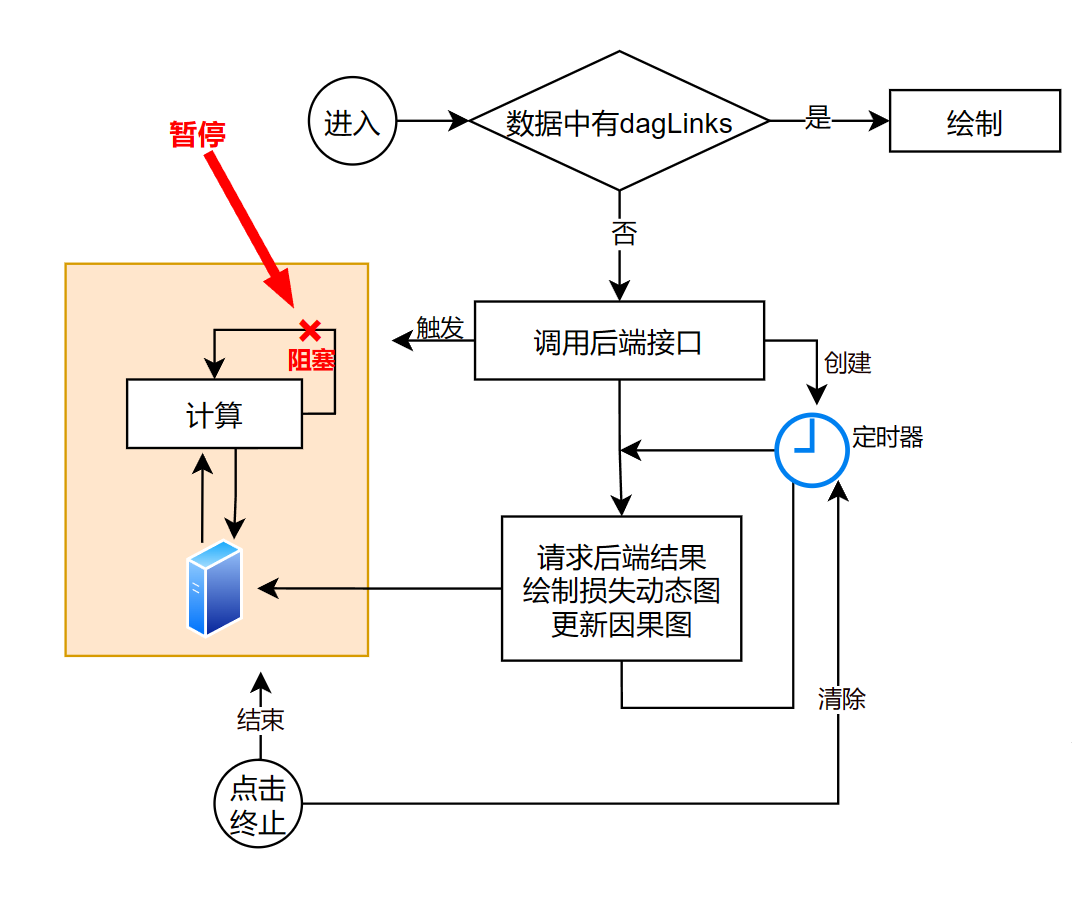 进入
数据中有dagLinks
是
绘制
暂停
否
触发
调用后端接口
创建
阻塞
计算
定时器
请求后端结果
绘制损失动态图
更新因果图
清除
结束
点击
终止